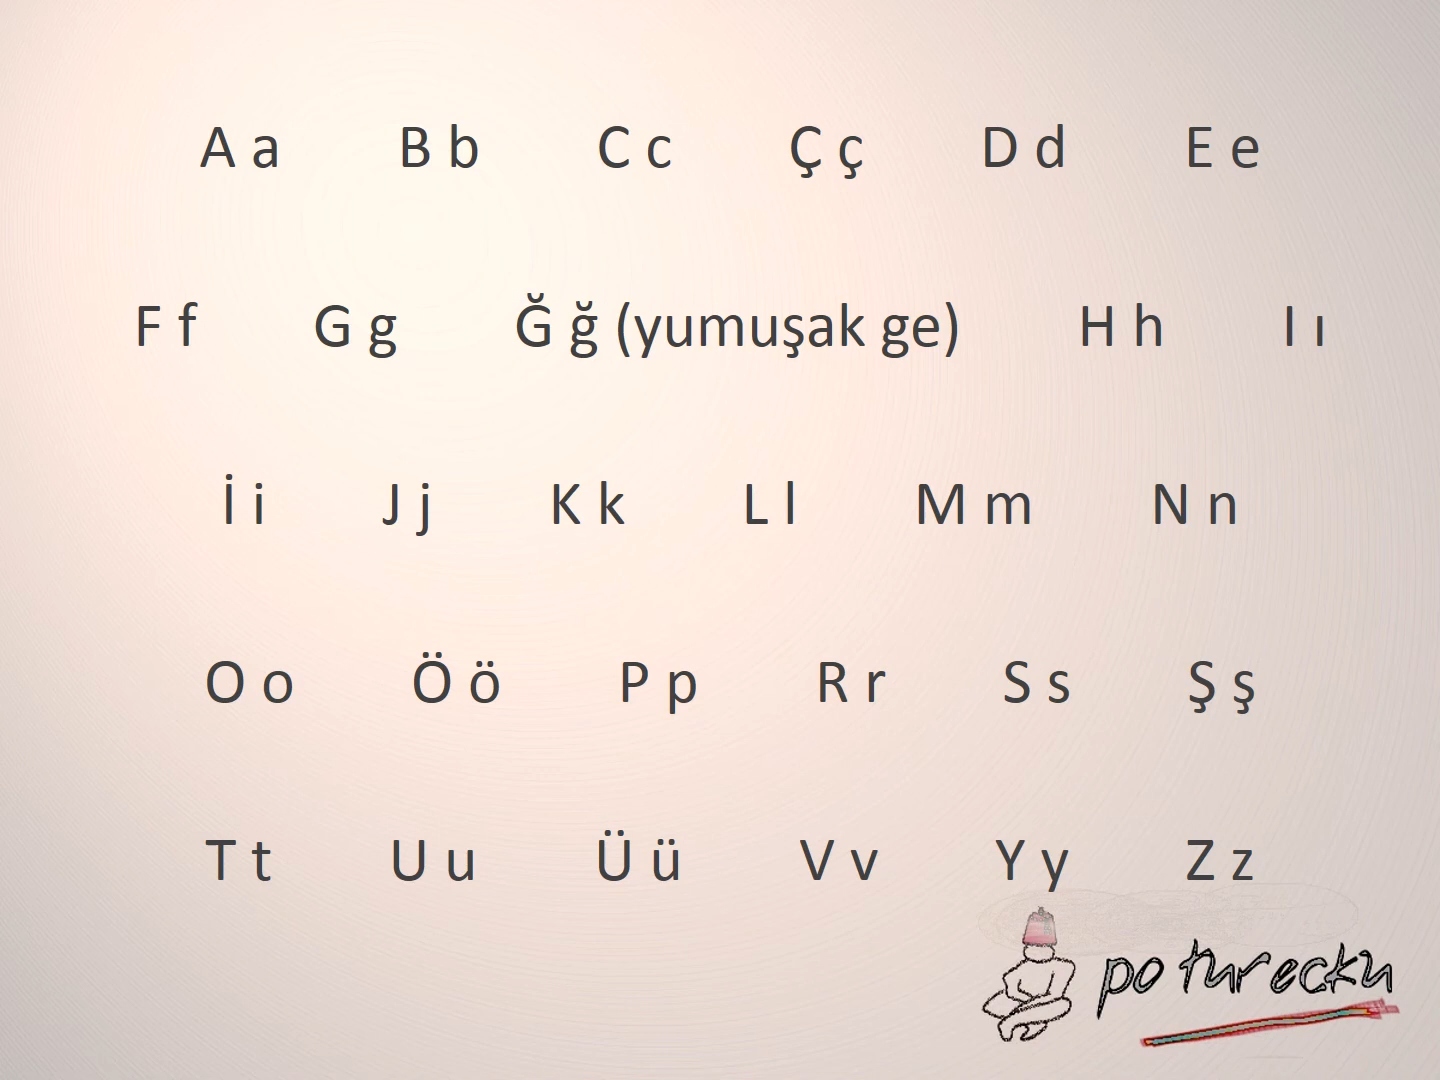 A a B b C c Ç ç D d E e
F f G g Ğ ğ (yumuşak ge) H h I ı
İ i J j K k L l M m N n
O o Ö ö P p R r S s Ş ş
T t U u Ü ü V v Y y Z z
po turecku